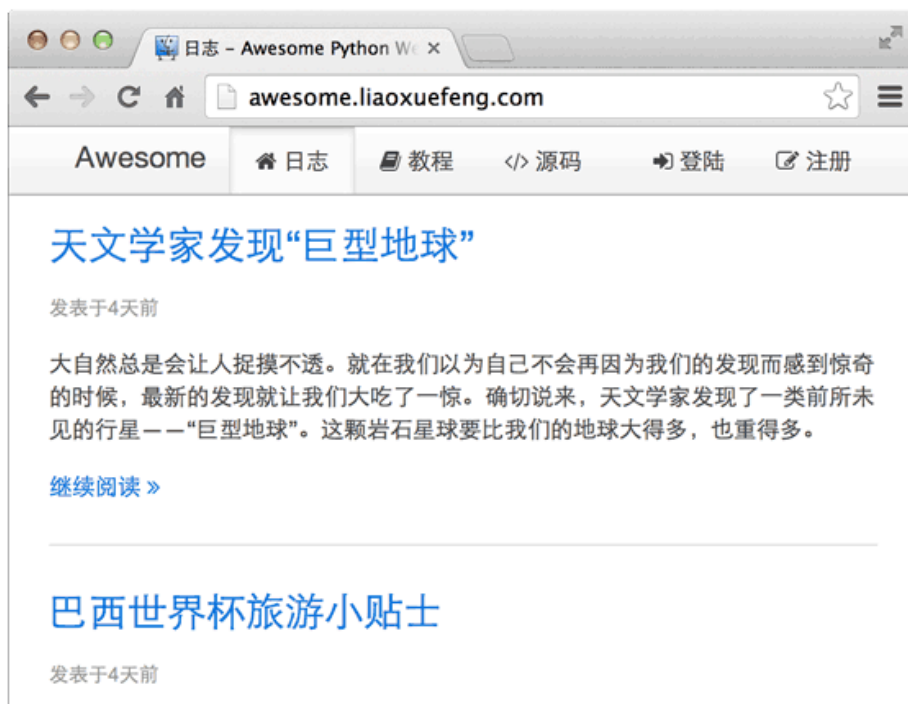 日志 – Awesome Python We
awesome.liaoxuefeng.com
Awesome 日志 教程 </> 源码 登陆 注册
天文学家发现“巨型地球”
发表于4天前
大自然总是会让人捉摸不透。就在我们以为自己不会再因为我们的发现而感到惊奇
的时候，最新的发现就让我们大吃了一惊。确切说来，天文学家发现了一类前所未
见的行星——“巨型地球”。这颗岩石星球要比我们的地球大得多，也重得多。
继续阅读 »
巴西世界杯旅游小贴士
发表于4天前